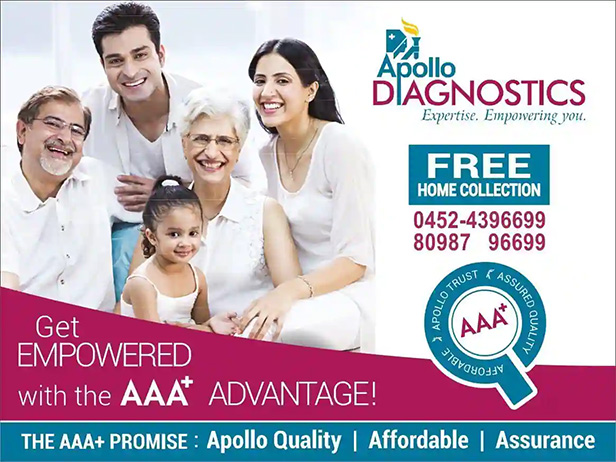 Apollo
DIAGNOSTICS
Expertise. Empowering you.
FREE
HOME COLLECTION
0452-4396699
80987 96699
APOLLO TRUST
ASSURED QUALITY
AFFORDABLE
AAA+
Get
EMPOWERED
with the AAA+ ADVANTAGE!
THE AAA+ PROMISE : Apollo Quality | Affordable | Assurance